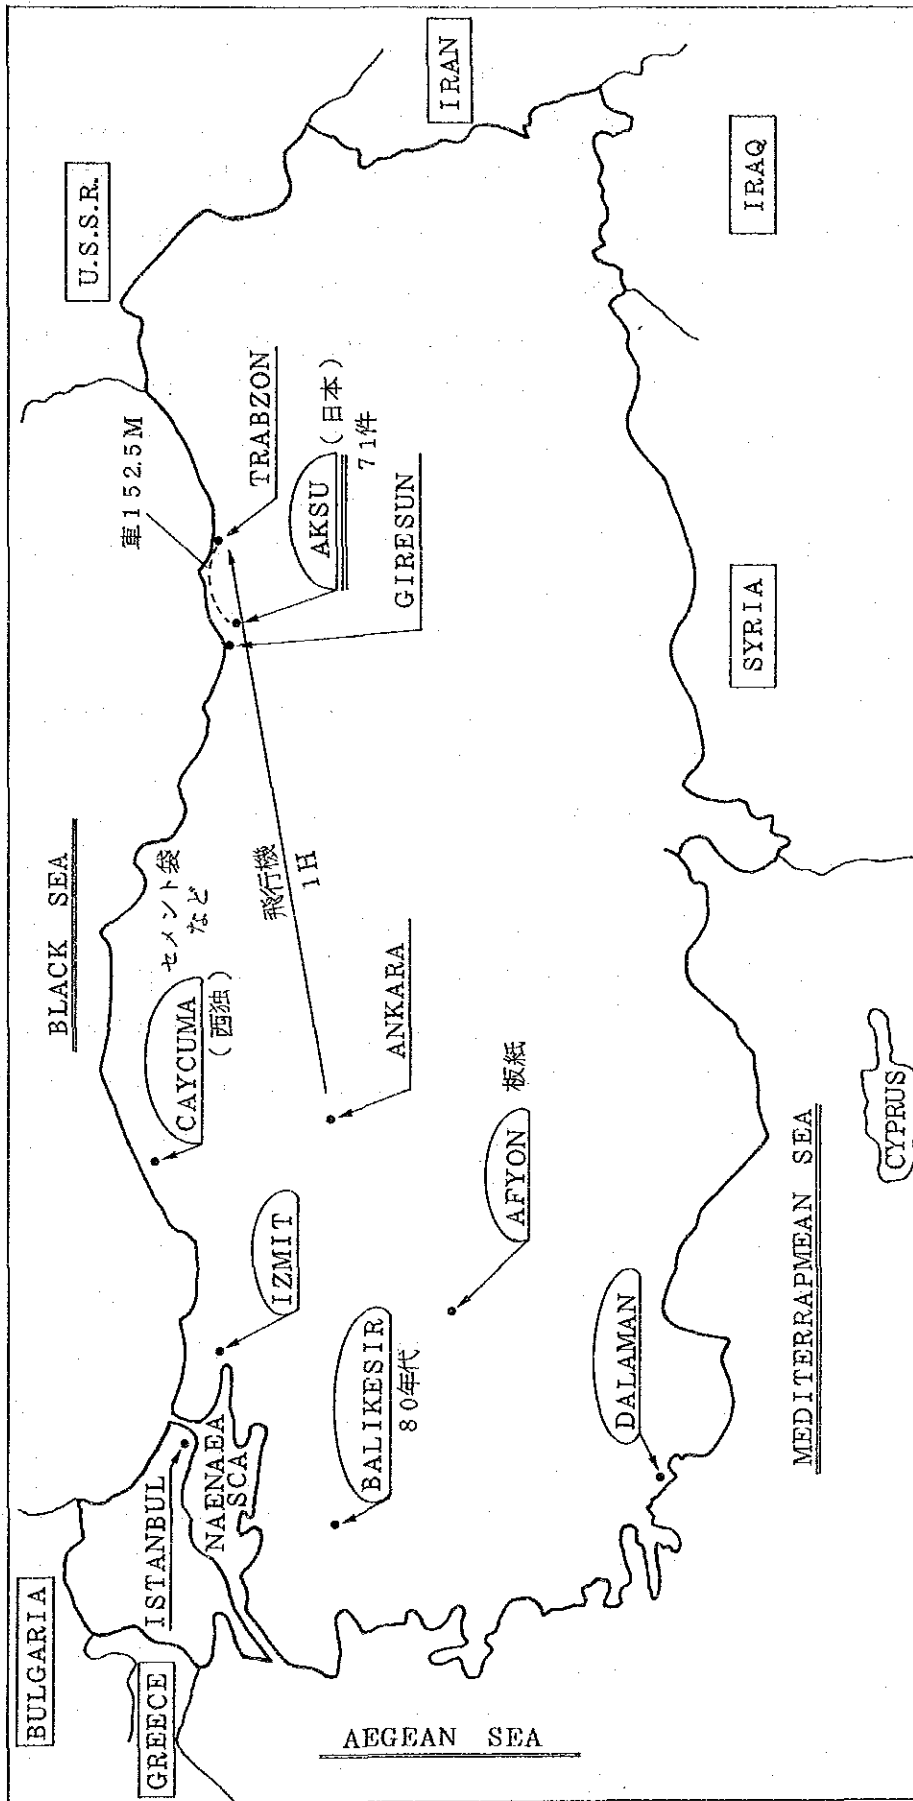 BULGARIA
GREECE
ISTANBUL
NAENAEA
SCA
BLACK SEA
U.S.S.R.
IRAN
IRAQ
SYRIA
車152.5M
TRABZON
AKSU
(日本)
71件
GIRESUN
飛行機
1H
セメント袋
など
CAYCUMA
(西独)
ANKARA
IZMIT
AFYON
板紙
BALIKESIR
80年代
DALAMAN
AEGEAN SEA
MEDITERRAPMEAN SEA
CYPRUS